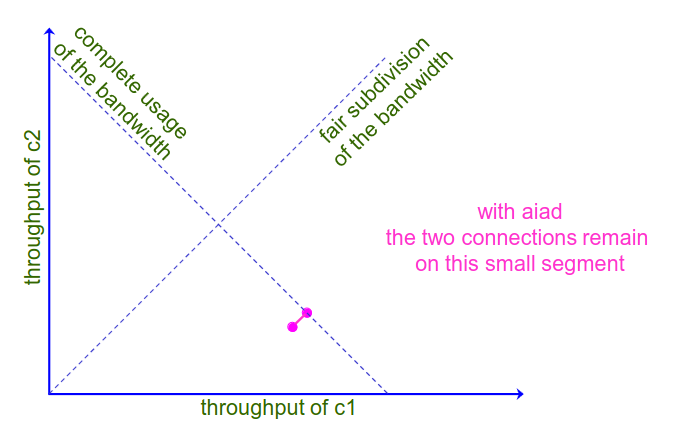 complete usage
of the bandwidth
fair subdivision
of the bandwidth
throughput of c2
with aiad
the two connections remain
on this small segment
throughput of c1